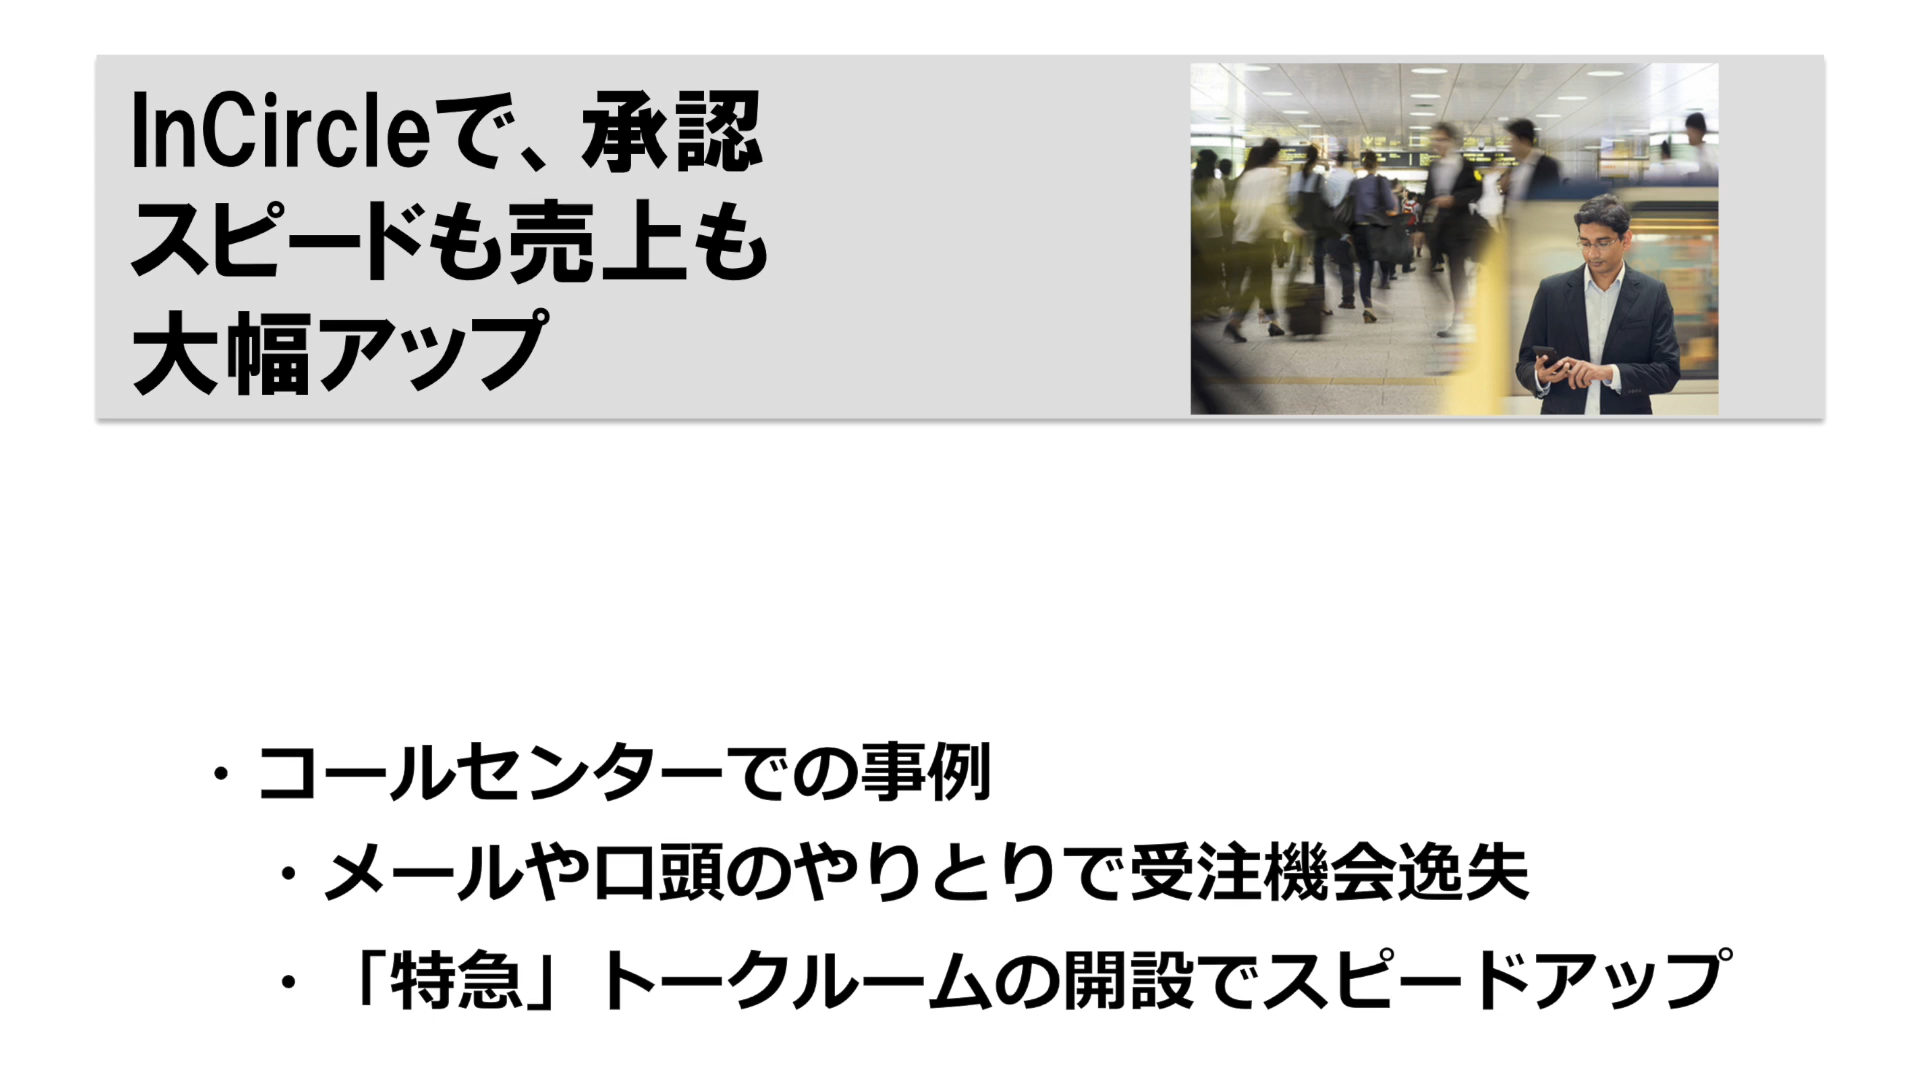 InCircleで、承認
スピードも売上も
大幅アップ
・コールセンターでの事例
・メールや口頭のやりとりで受注機会逸失
・「特急」トークルームの開設でスピードアップ